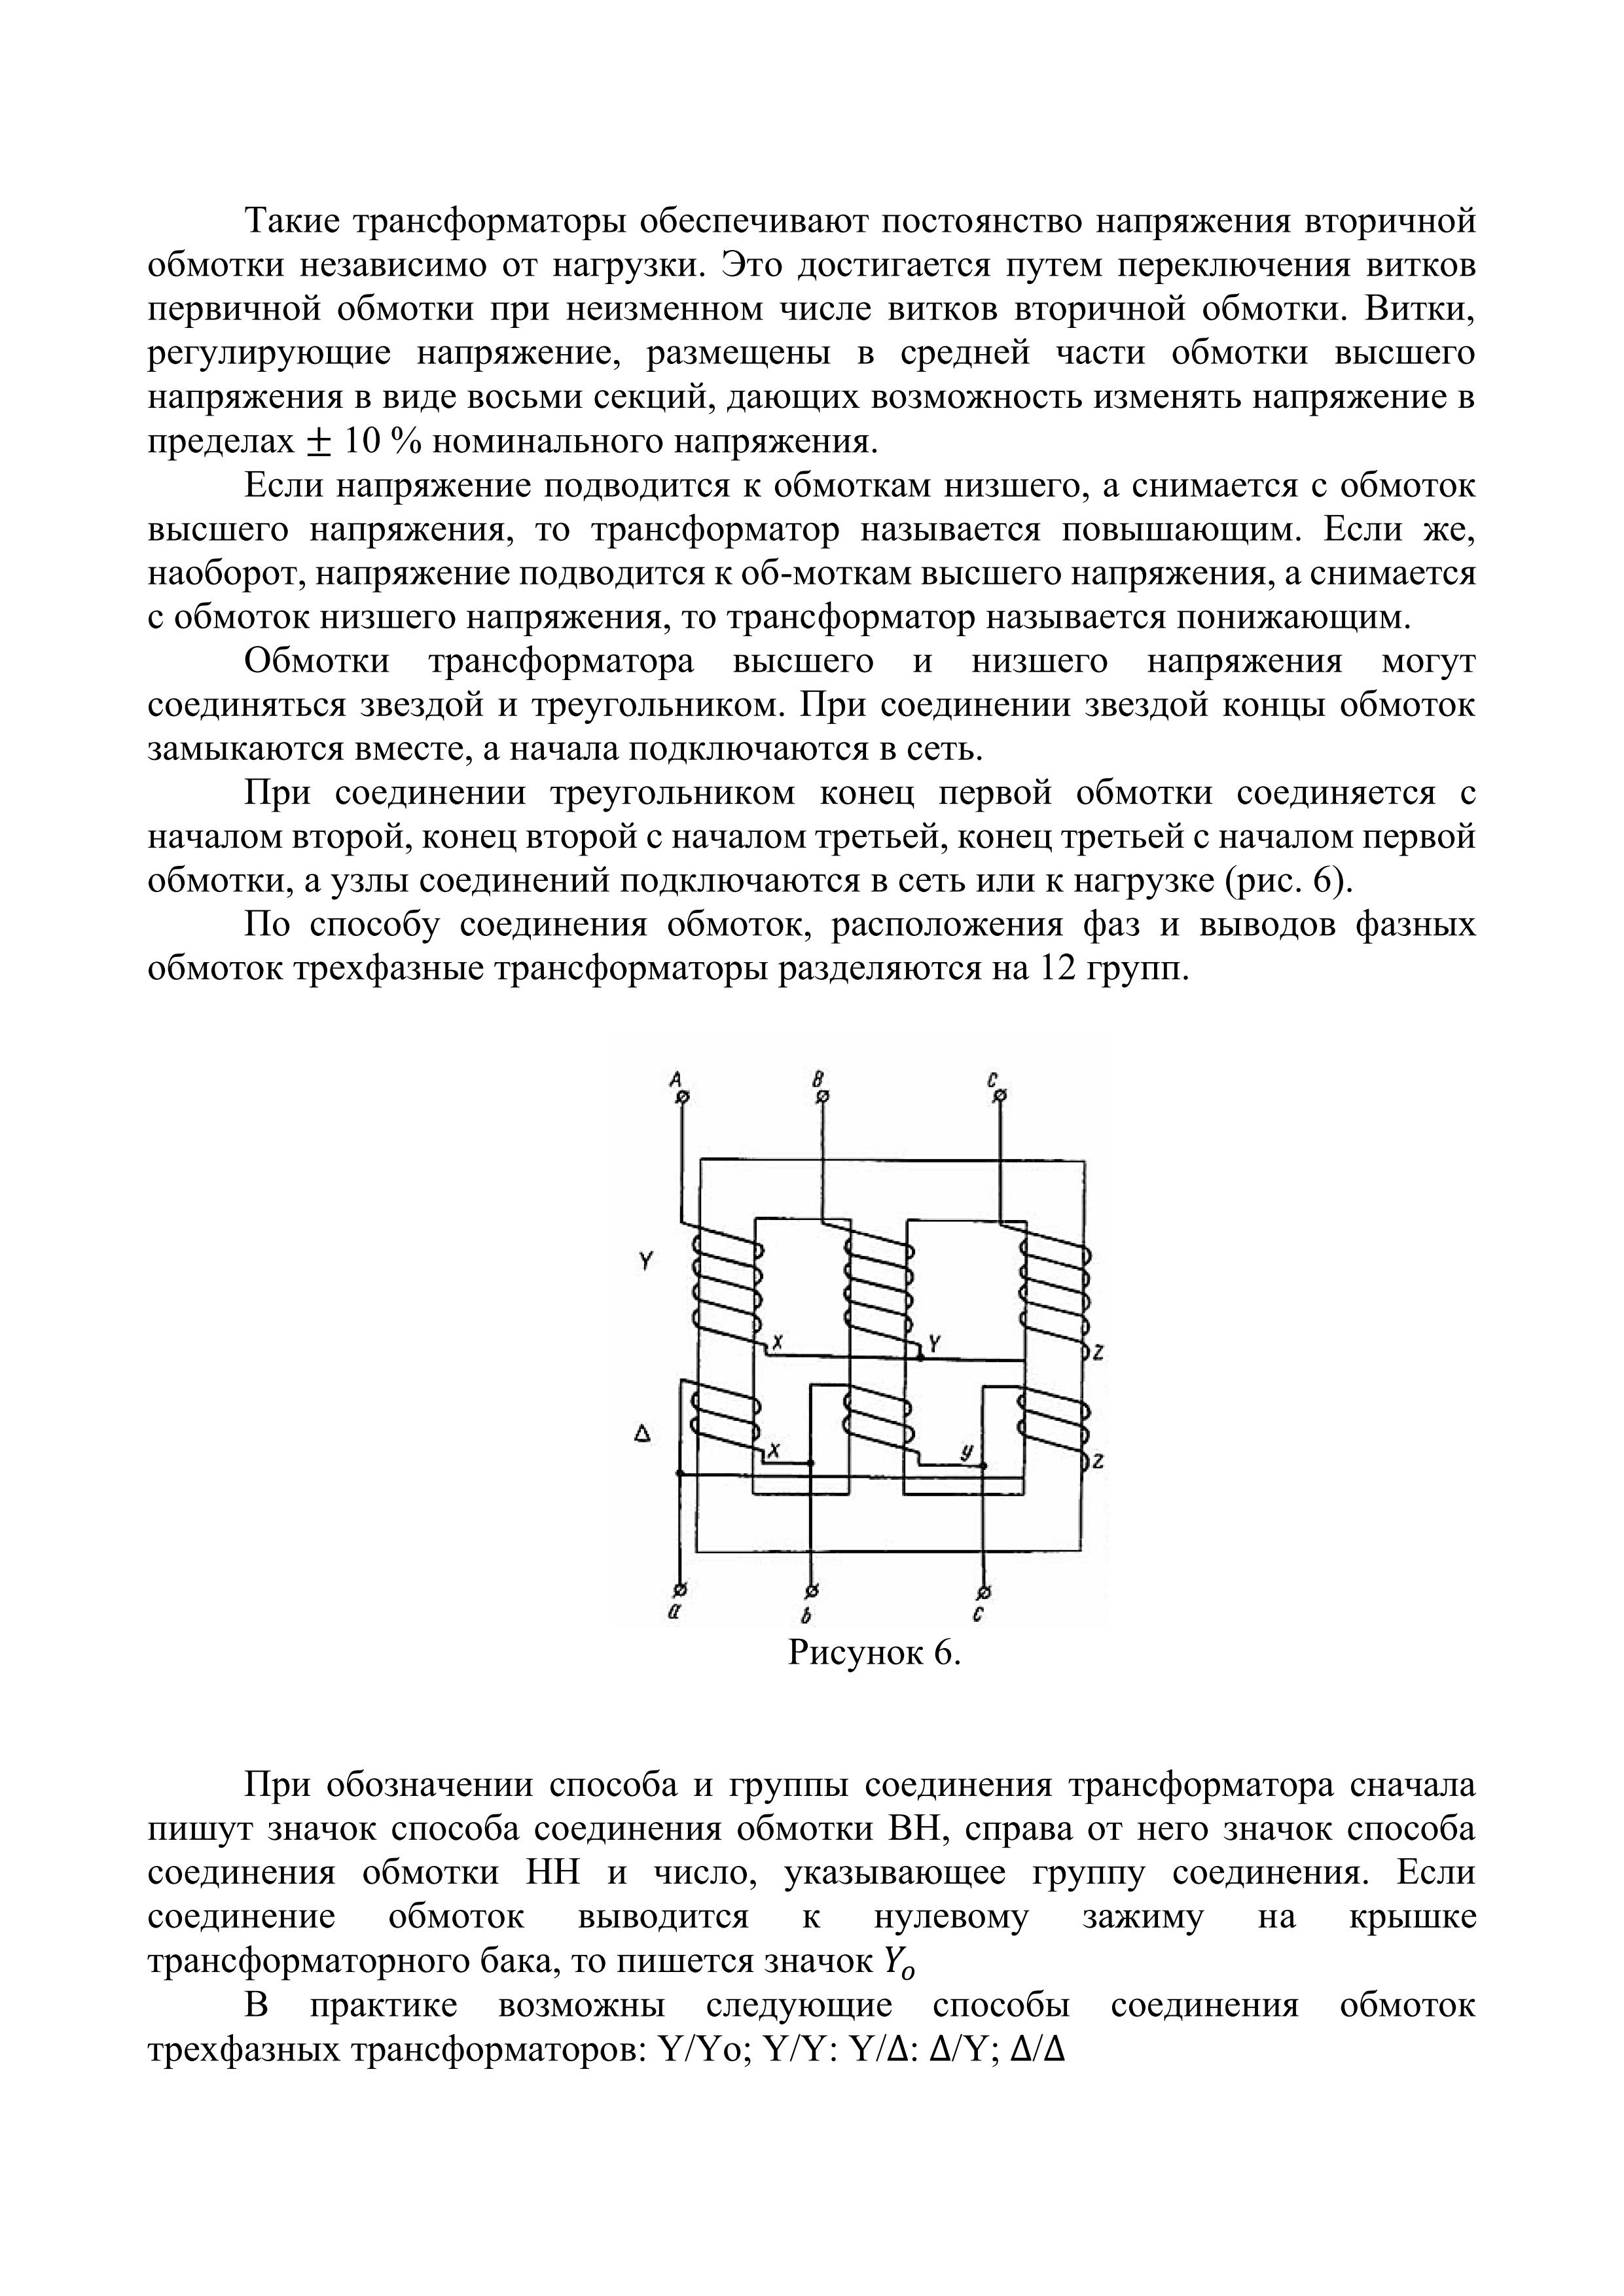 Такие трансформаторы обеспечивают постоянство напряжения вторичной
обмотки независимо от нагрузки. Это достигается путем переключения витков
первичной обмотки при неизменном числе витков вторичной обмотки. Витки,
регулирующие напряжение, размещены в средней части обмотки высшего
напряжения в виде восьми секций, дающих возможность изменять напряжение в
пределах ± 10 % номинального напряжения.
Если напряжение подводится к обмоткам низшего, а снимается с обмоток
высшего напряжения, то трансформатор называется повышающим. Если же,
наоборот, напряжение подводится к об-моткам высшего напряжения, а снимается
с обмоток низшего напряжения, то трансформатор называется понижающим.
Обмотки трансформатора высшего и низшего напряжения могут
соединяться звездой и треугольником. При соединении звездой концы обмоток
замыкаются вместе, а начала подключаются в сеть.
При соединении треугольником конец первой обмотки соединяется с
началом второй, конец второй с началом третьей, конец третьей с началом первой
обмотки, а узлы соединений подключаются в сеть или к нагрузке (рис. 6).
По способу соединения обмоток, расположения фаз и выводов фазных
обмоток трехфазные трансформаторы разделяются на 12 групп.
A B C
Y
X Y Z
Δ
x y z
a b c
Рисунок 6.
При обозначении способа и группы соединения трансформатора сначала
пишут значок способа соединения обмотки ВН, справа от него значок способа
соединения обмотки НН и число, указывающее группу соединения. Если
соединение обмоток выводится к нулевому зажиму на крышке
трансформаторного бака, то пишется значок Yₒ
В практике возможны следующие способы соединения обмоток
трехфазных трансформаторов: Y/Yo; Y/Y: Y/Δ: Δ/Y; Δ/Δ